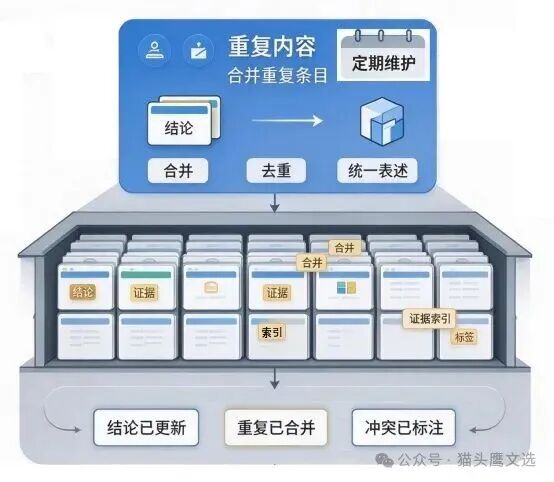 重复内容
合并重复条目
定期维护
结论
合并
去重
统一表述
合并
合并
结论
证据
证据
索引
证据索引
标签
结论已更新
重复已合并
冲突已标注
公众号·猫头鹰文选